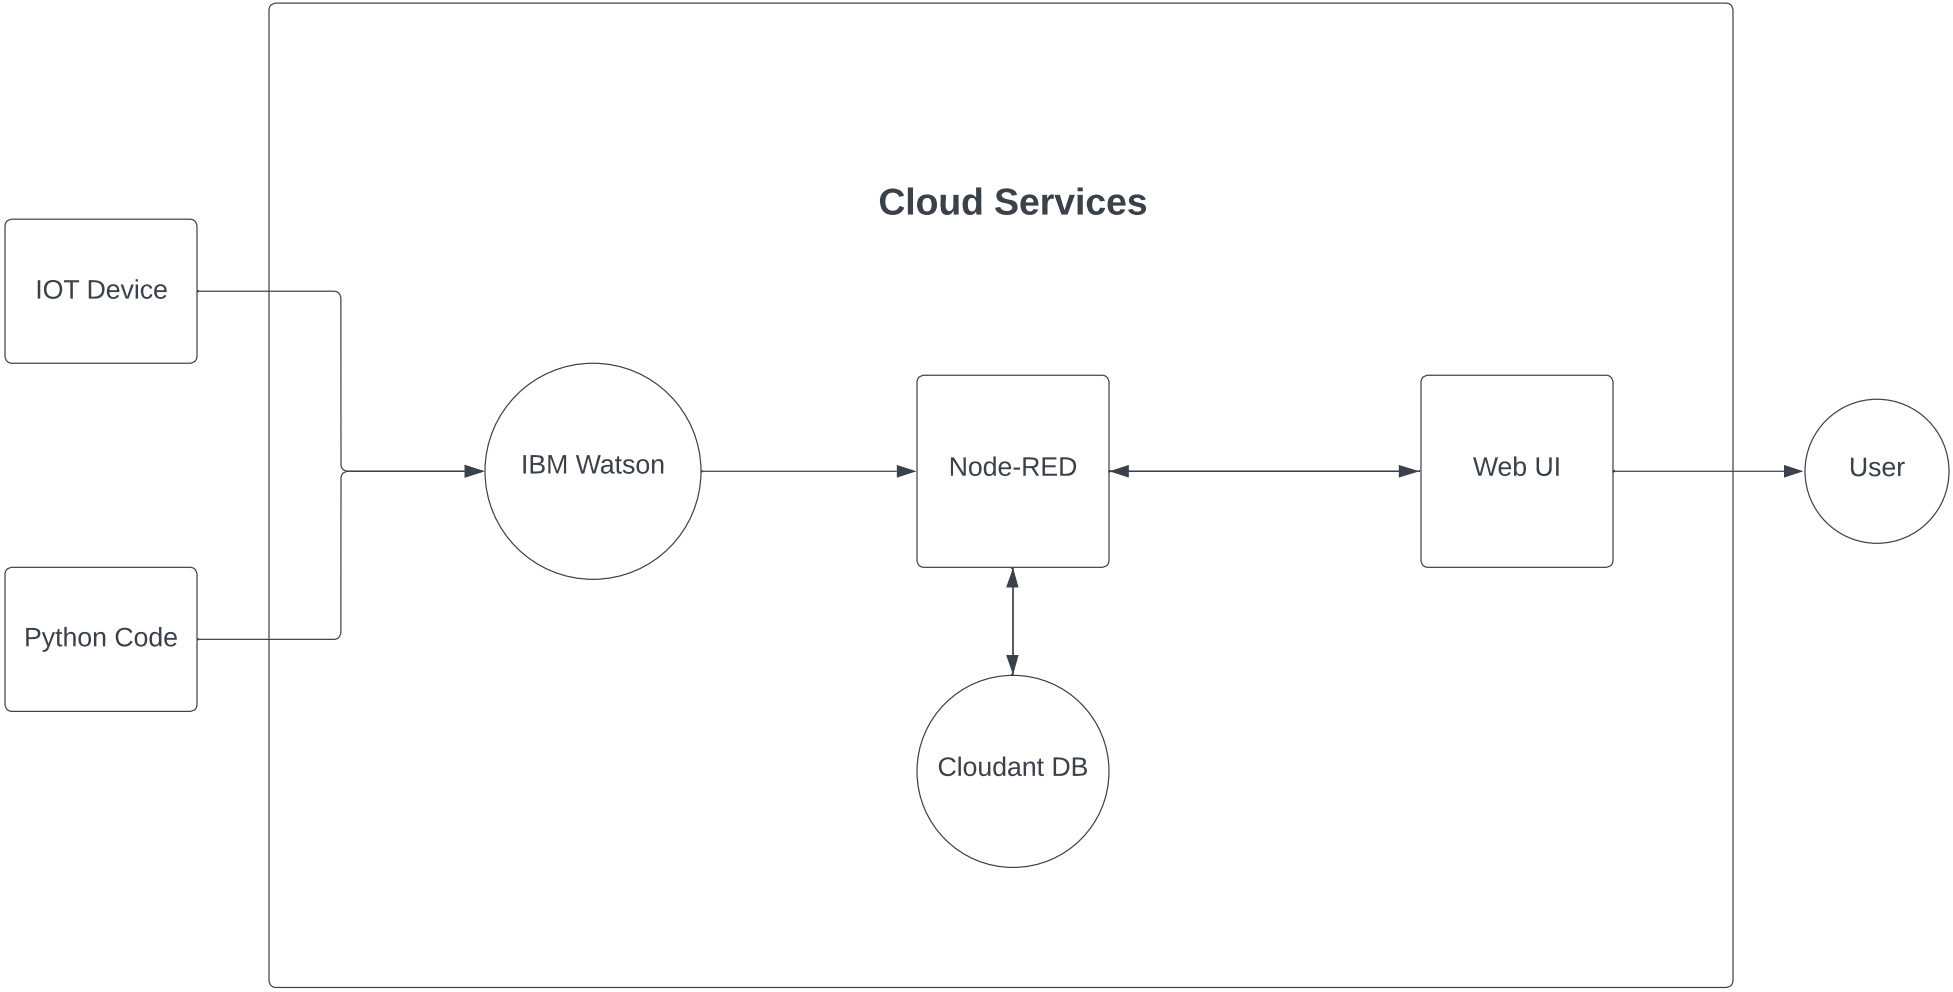 Cloud Services
IOT Device
IBM Watson
Node-RED
Web UI
User
Python Code
Cloudant DB